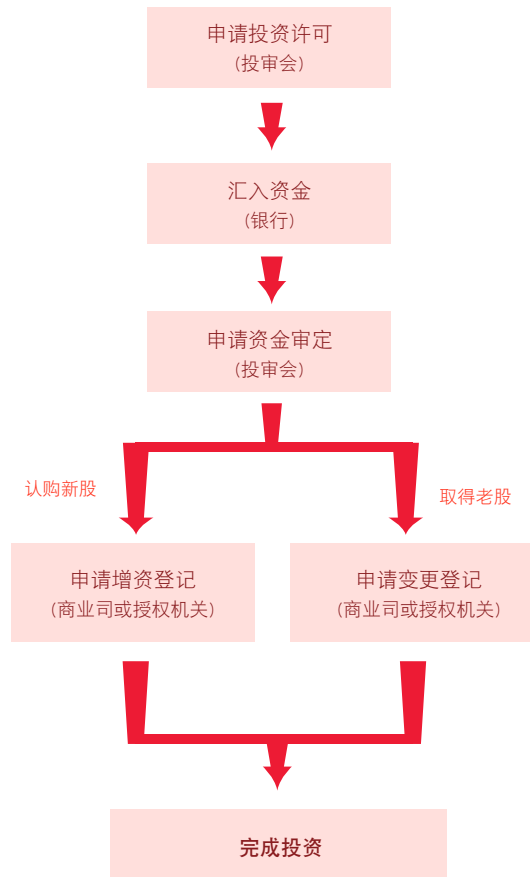 申请投资许可
(投审会)
汇入资金
(银行)
申请资金审定
(投审会)
认购新股
取得老股
申请增资登记
(商业司或授权机关)
申请变更登记
(商业司或授权机关)
完成投资